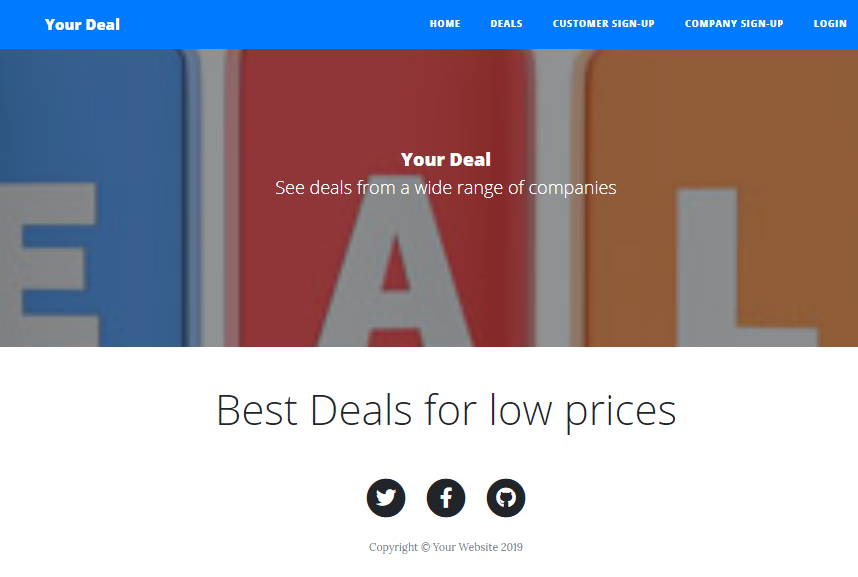 Your Deal
HOME DEALS CUSTOMER SIGN-UP COMPANY SIGN-UP LOGIN
Your Deal
See deals from a wide range of companies
E A L
Best Deals for low prices
Copyright © Your Website 2019